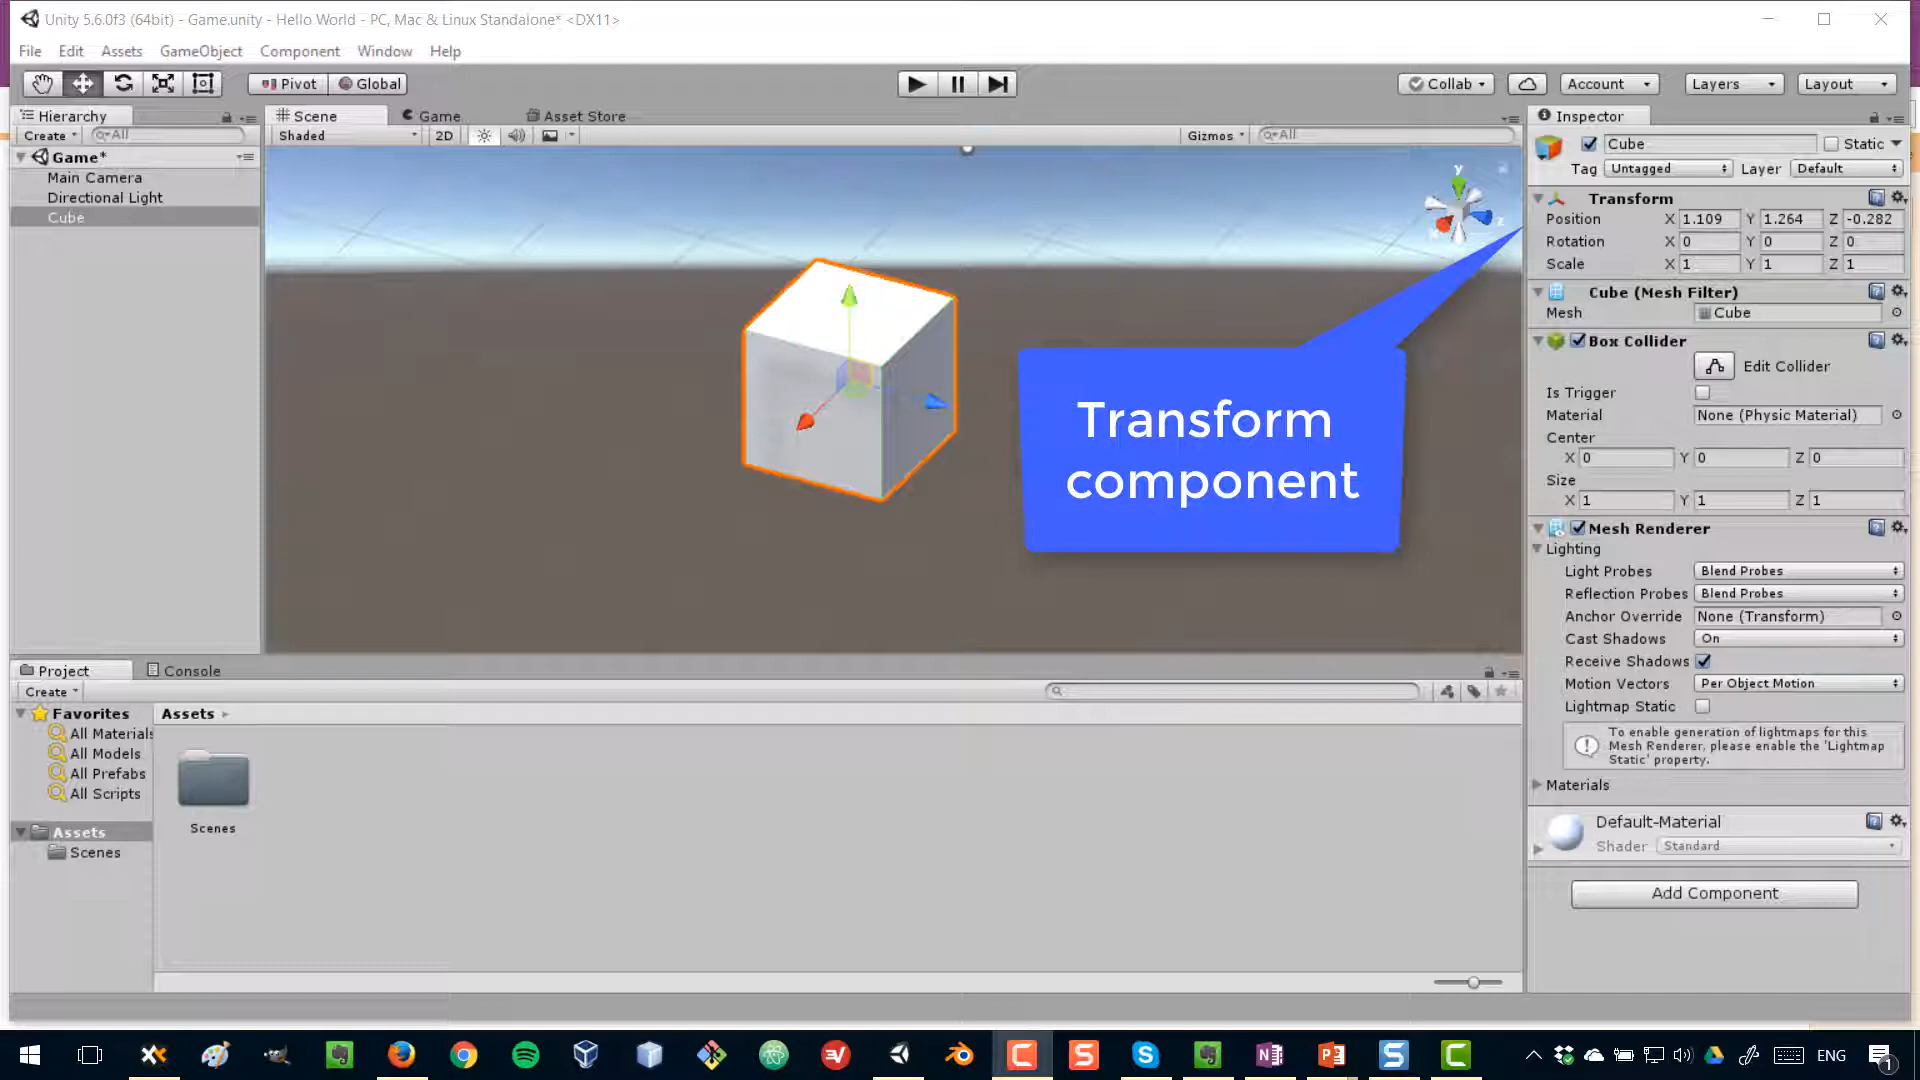 Unity 5.6.0f3 (64bit) - Game.unity - Hello World - PC, Mac & Linux Standalone* <DX11>
File Edit Assets GameObject Component Window Help
Pivot Global Collab Account Layers Layout
Hierarchy
Create All
Game*
Main Camera
Directional Light
Cube
Scene Game Asset Store
Shaded 2D Gizmos All
y
z
Transform
component
Inspector
Cube Static
Tag Untagged Layer Default
Transform
Position X 1.109 Y 1.264 Z -0.282
Rotation X 0 Y 0 Z 0
Scale X 1 Y 1 Z 1
Cube (Mesh Filter)
Mesh Cube
Box Collider
Edit Collider
Is Trigger
Material None (Physic Material)
Center
X 0 Y 0 Z 0
Size
X 1 Y 1 Z 1
Mesh Renderer
Lighting
Light Probes Blend Probes
Reflection Probes Blend Probes
Anchor Override None (Transform)
Cast Shadows On
Receive Shadows
Motion Vectors Per Object Motion
Lightmap Static
To enable generation of lightmaps for this
Mesh Renderer, please enable the 'Lightmap
Static' property.
Materials
Default-Material
Shader Standard
Add Component
Project Console
Create
Favorites
All Materials
All Models
All Prefabs
All Scripts
Assets
Scenes
Assets
Scenes
ENG
1